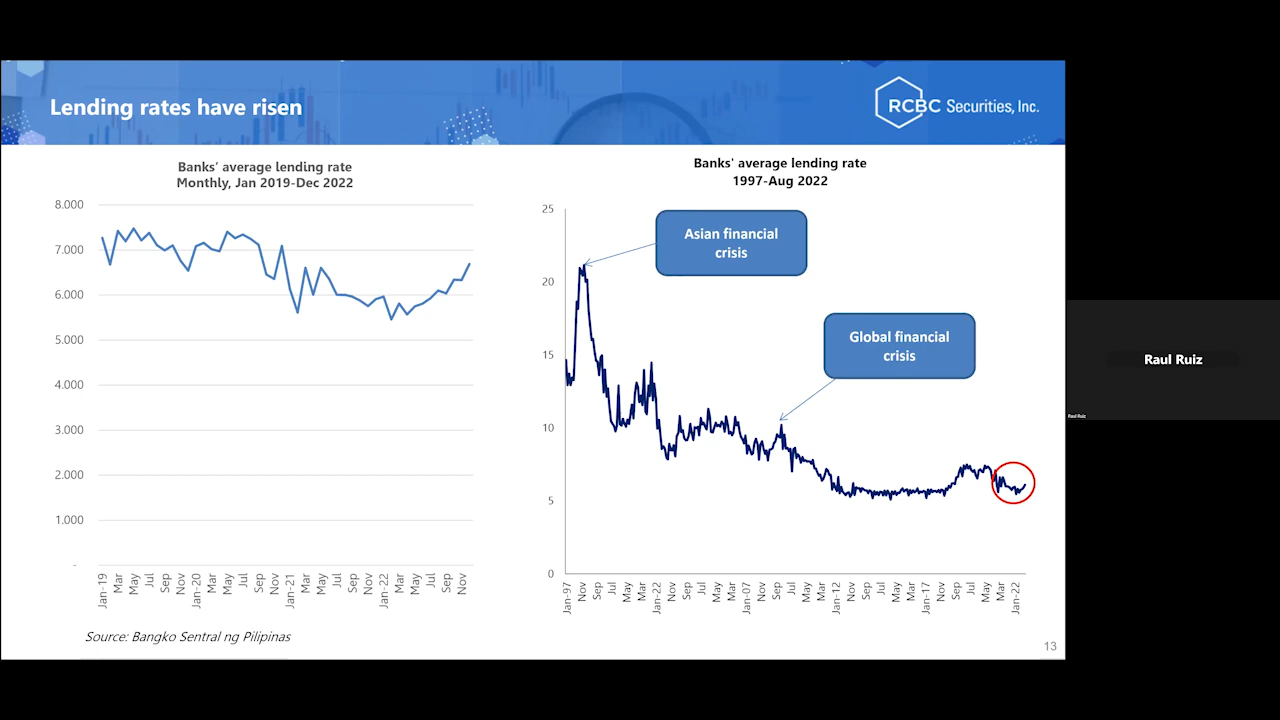 Lending rates have risen
RCBC Securities, Inc.
Banks’ average lending rate
Monthly, Jan 2019-Dec 2022
8.000
7.000
6.000
5.000
4.000
3.000
2.000
1.000
-
Jan-19
Mar
May
Jul
Sep
Nov
Jan-20
Mar
May
Jul
Sep
Nov
Jan-21
Mar
May
Jul
Sep
Nov
Jan-22
Mar
May
Jul
Sep
Nov
Banks' average lending rate
1997-Aug 2022
25
20
15
10
5
0
Asian financial
crisis
Global financial
crisis
Jan-97
Nov
Sep
Jul
May
Mar
Jan-22
Nov
Sep
Jul
May
Mar
Jan-07
Nov
Sep
Jul
May
Mar
Jan-12
Nov
Sep
Jul
May
Mar
Jan-17
Nov
Sep
Jul
May
Mar
Jan-22
Source: Bangko Sentral ng Pilipinas
13
Raul Ruiz
Raul Ruiz